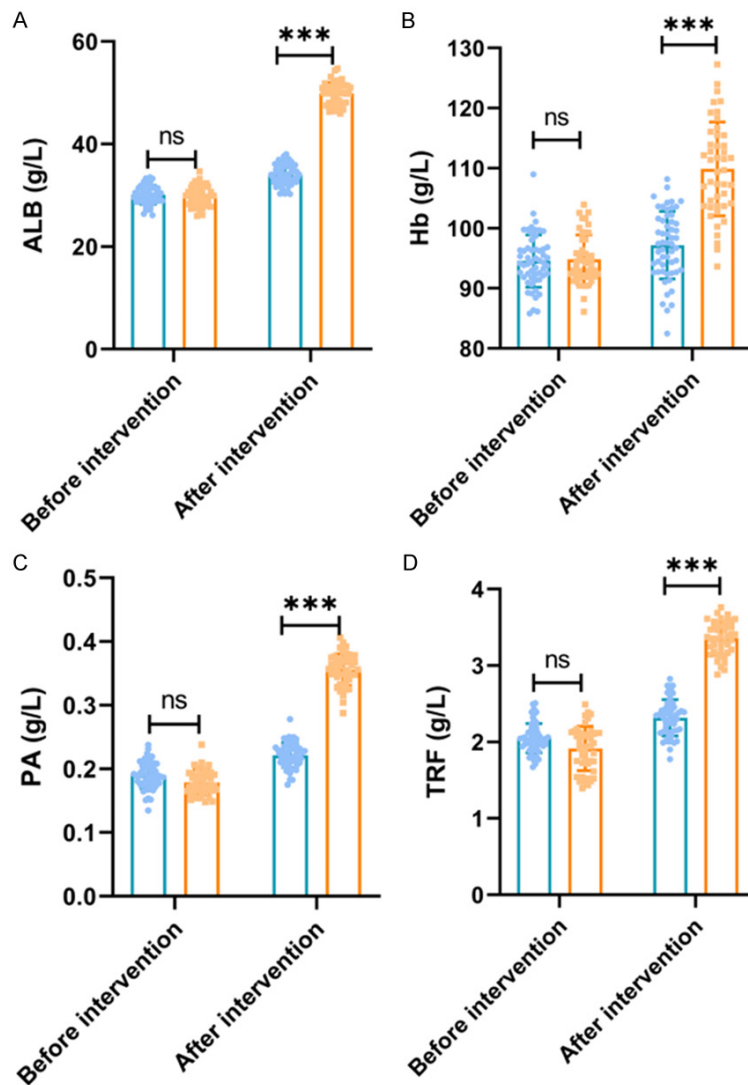 A
ALB (g/L)
60
40
20
0
ns
***
Before intervention
After intervention
B
Hb (g/L)
130
120
110
100
90
80
ns
***
Before intervention
After intervention
C
PA (g/L)
0.5
0.4
0.3
0.2
0.1
0.0
ns
***
Before intervention
After intervention
D
TRF (g/L)
4
3
2
1
0
ns
***
Before intervention
After intervention